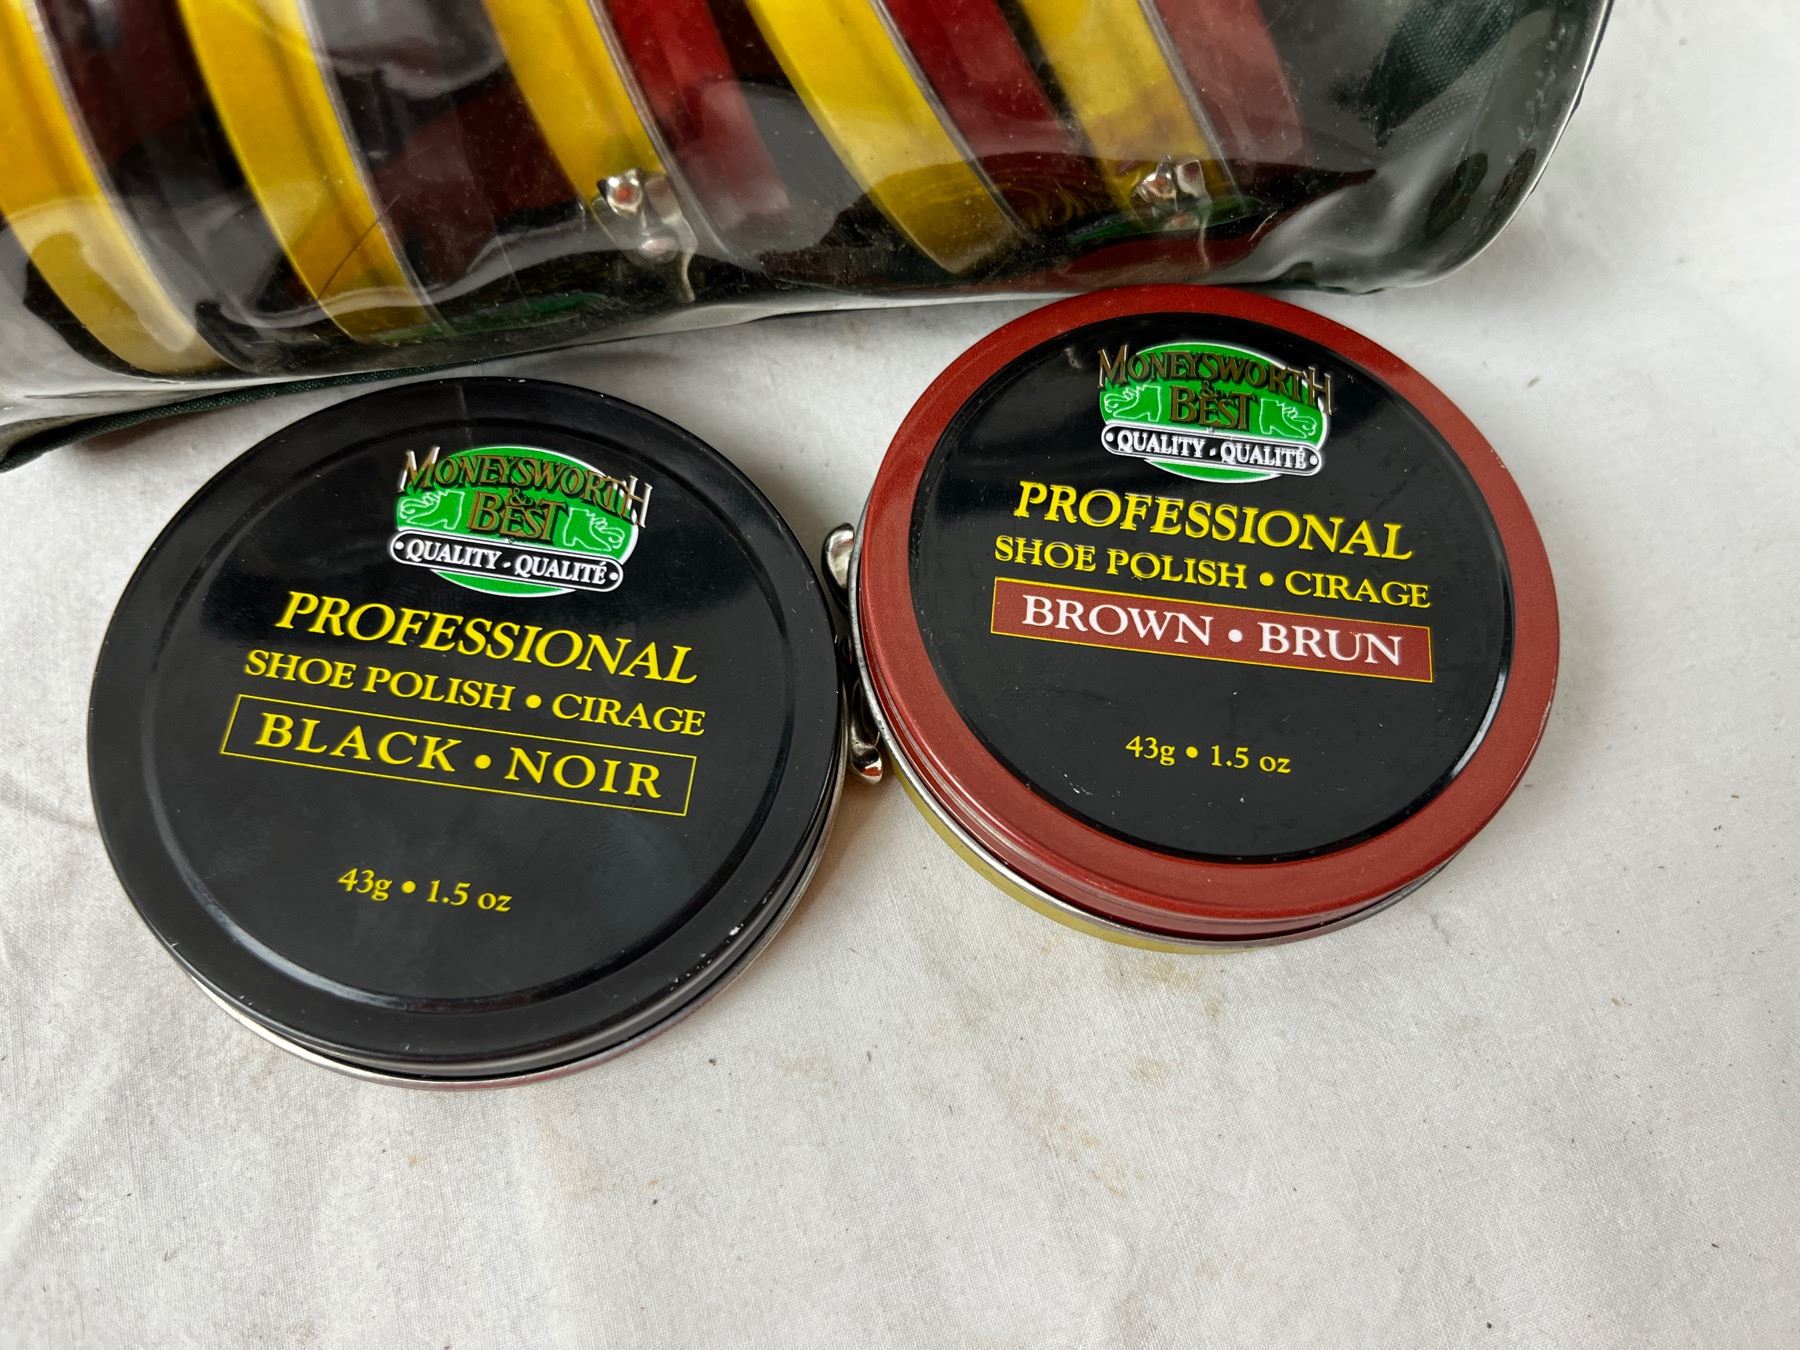 MONEYSWORTH
&
BEST
• QUALITY - QUALITÉ •
PROFESSIONAL
SHOE POLISH • CIRAGE
BLACK • NOIR
43g • 1.5 oz
MONEYSWORTH
&
BEST
• QUALITY - QUALITÉ •
PROFESSIONAL
SHOE POLISH • CIRAGE
BROWN • BRUN
43g • 1.5 oz